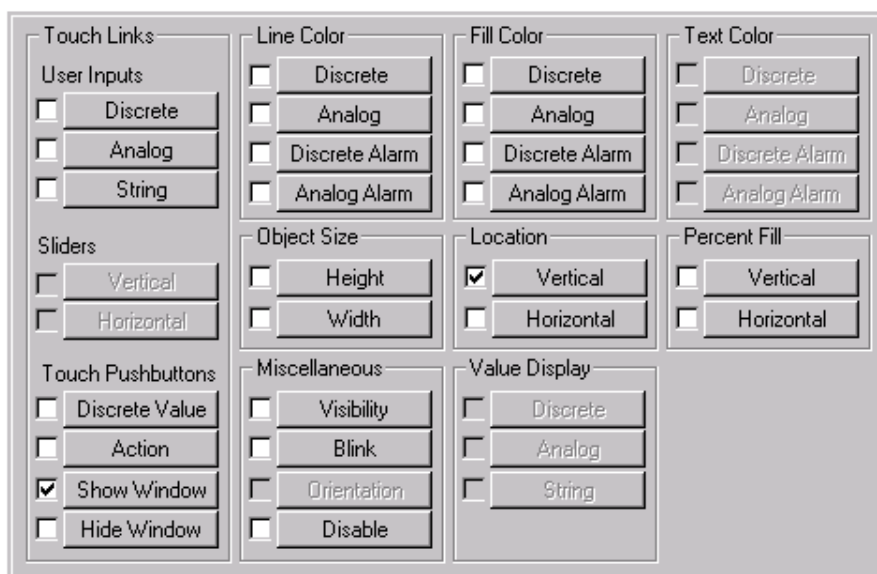 Touch Links
User Inputs
Discrete
Analog
String
Sliders
Vertical
Horizontal
Touch Pushbuttons
Discrete Value
Action
Show Window
Hide Window
Line Color
Discrete
Analog
Discrete Alarm
Analog Alarm
Fill Color
Discrete
Analog
Discrete Alarm
Analog Alarm
Text Color
Discrete
Analog
Discrete Alarm
Analog Alarm
Object Size
Height
Width
Location
Vertical
Horizontal
Percent Fill
Vertical
Horizontal
Miscellaneous
Visibility
Blink
Orientation
Disable
Value Display
Discrete
Analog
String